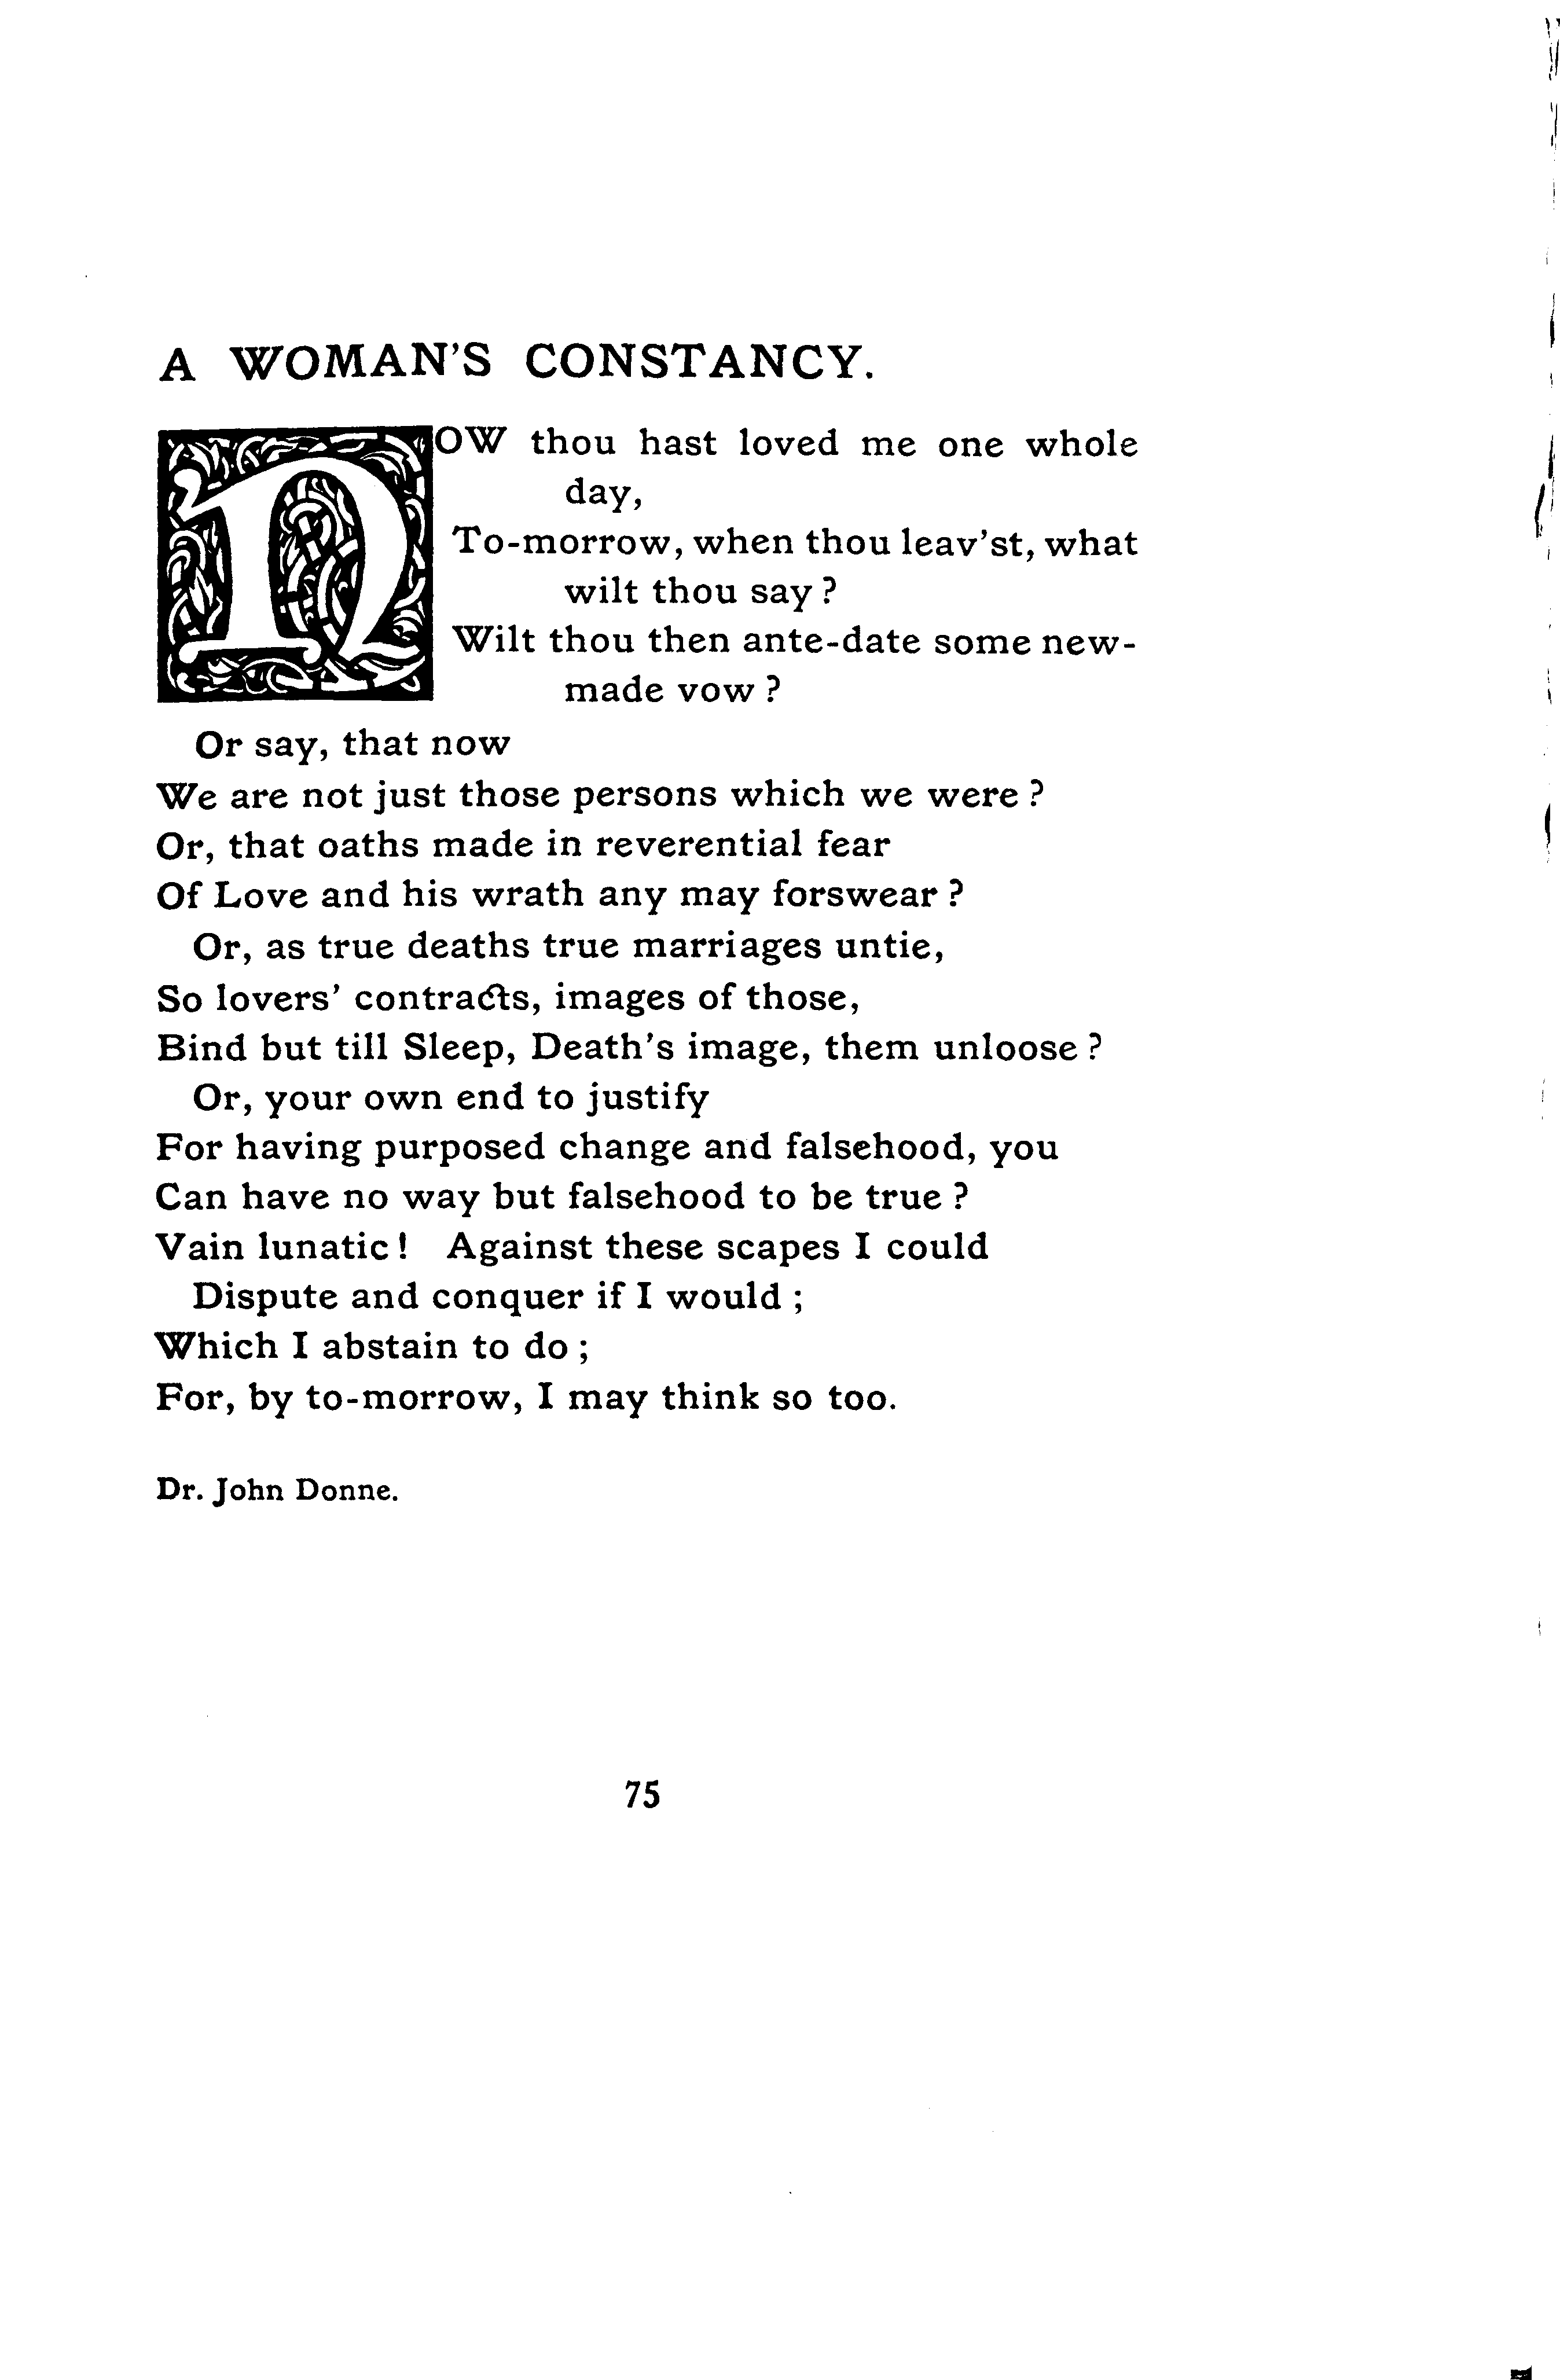 A WOMAN'S CONSTANCY.
NOW thou hast loved me one whole
day,
To-morrow, when thou leav'st, what
wilt thou say?
Wilt thou then ante-date some new-
made vow?
Or say, that now
We are not just those persons which we were?
Or, that oaths made in reverential fear
Of Love and his wrath any may forswear?
Or, as true deaths true marriages untie,
So lovers' contracts, images of those,
Bind but till Sleep, Death's image, them unloose?
Or, your own end to justify
For having purposed change and falsehood, you
Can have no way but falsehood to be true?
Vain lunatic! Against these scapes I could
Dispute and conquer if I would;
Which I abstain to do;
For, by to-morrow, I may think so too.
Dr. John Donne.
75